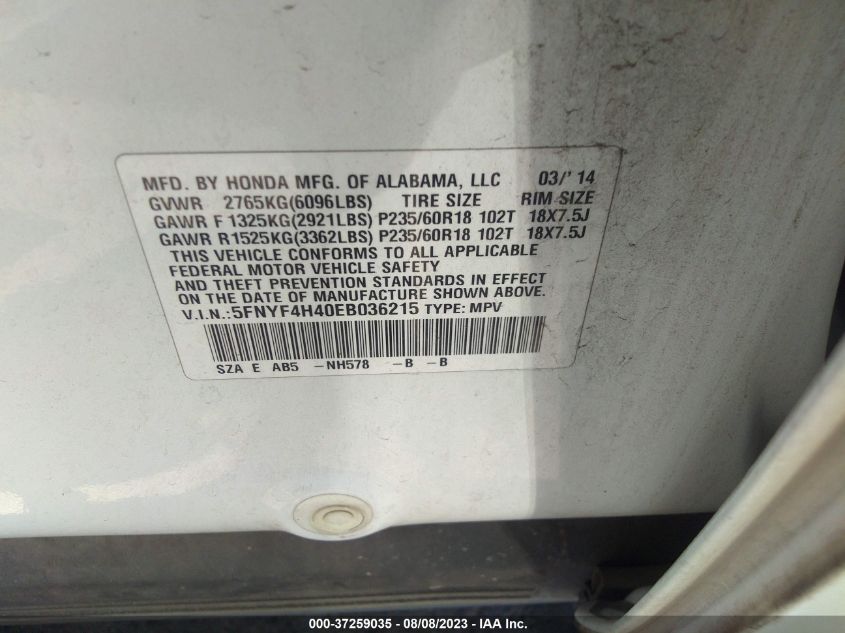 MFD. BY HONDA MFG. OF ALABAMA, LLC 03/' 14
GVWR 2765KG(6096LBS) TIRE SIZE RIM SIZE
GAWR F 1325KG(2921LBS) P235/60R18 102T 18X7.5J
GAWR R1525KG(3362LBS) P235/60R18 102T 18X7.5J
THIS VEHICLE CONFORMS TO ALL APPLICABLE
FEDERAL MOTOR VEHICLE SAFETY
AND THEFT PREVENTION STANDARDS IN EFFECT
ON THE DATE OF MANUFACTURE SHOWN ABOVE.
V.I.N.:5FNYF4H40EB036215 TYPE: MPV
SZA E AB5 -NH578 -B -B
000-37259035 - 08/08/2023 - IAA Inc.